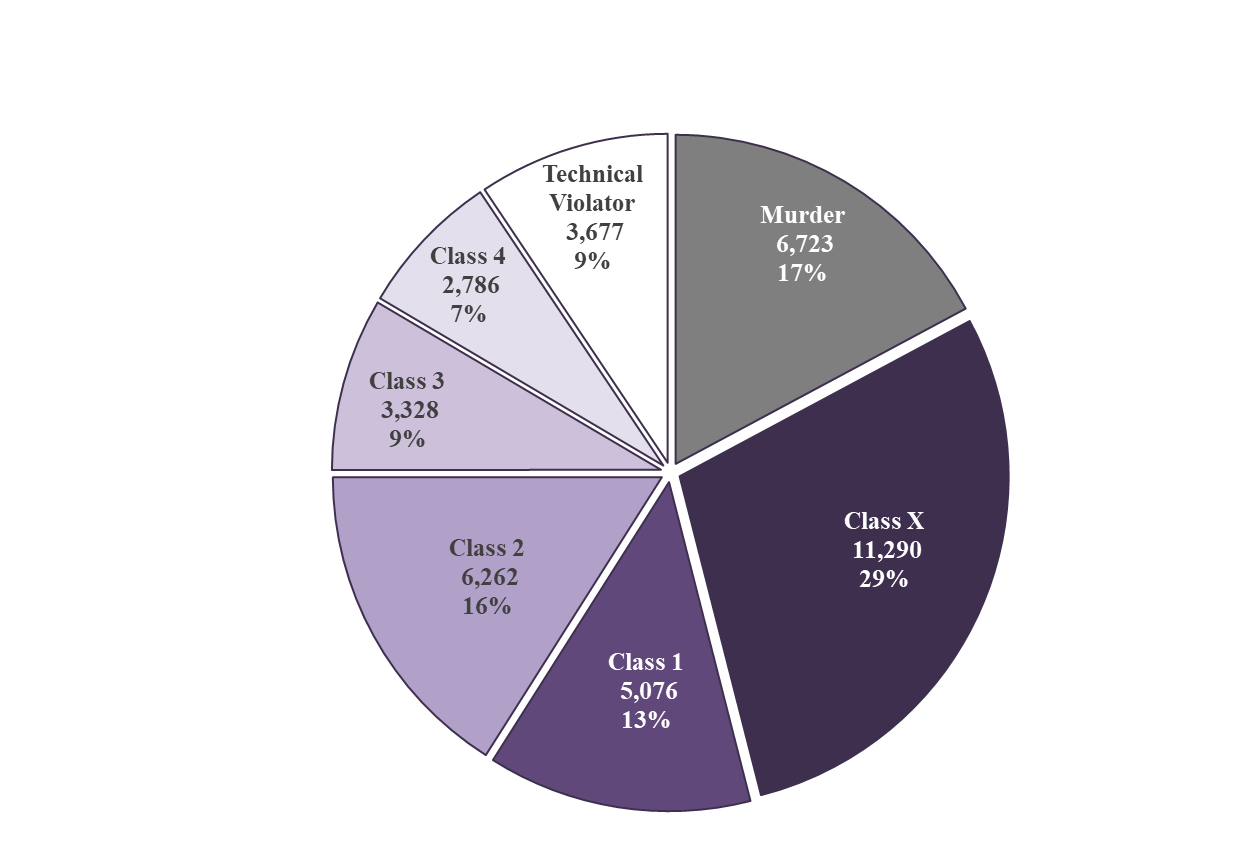 Technical
Violator
3,677
9%
Murder
6,723
17%
Class 4
2,786
7%
Class 3
3,328
9%
Class X
11,290
29%
Class 2
6,262
16%
Class 1
5,076
13%